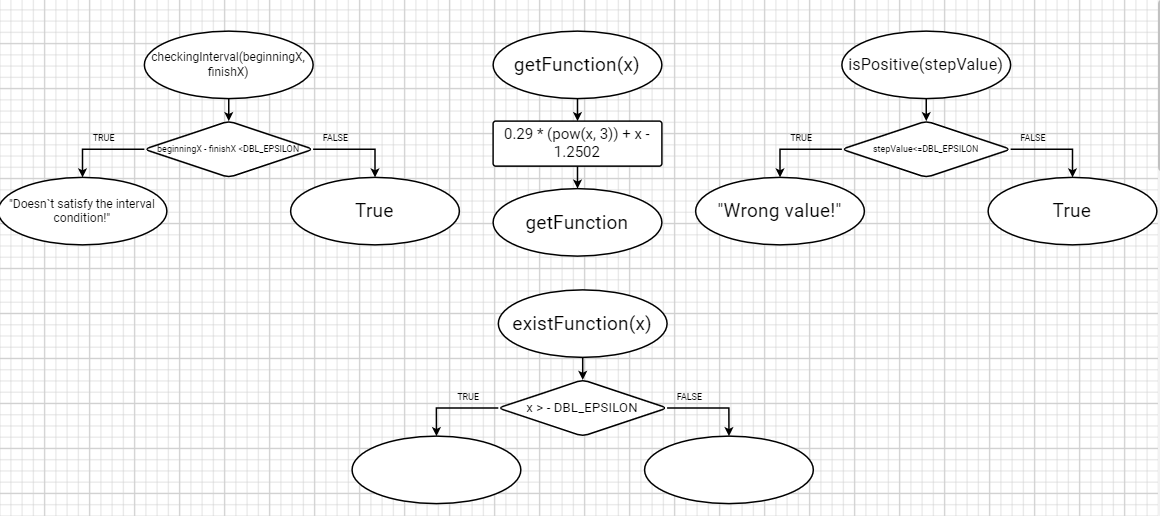 checkingInterval(beginningX,
finishX)
getFunction(x)
isPositive(stepValue)
TRUE
beginningX - finishX <DBL_EPSILON
FALSE
0.29 * (pow(x, 3)) + x -
1.2502
TRUE
stepValue<=DBL_EPSILON
FALSE
"Doesn`t satisfy the interval
condition!"
True
getFunction
"Wrong value!"
True
existFunction(x)
TRUE
x > - DBL_EPSILON
FALSE